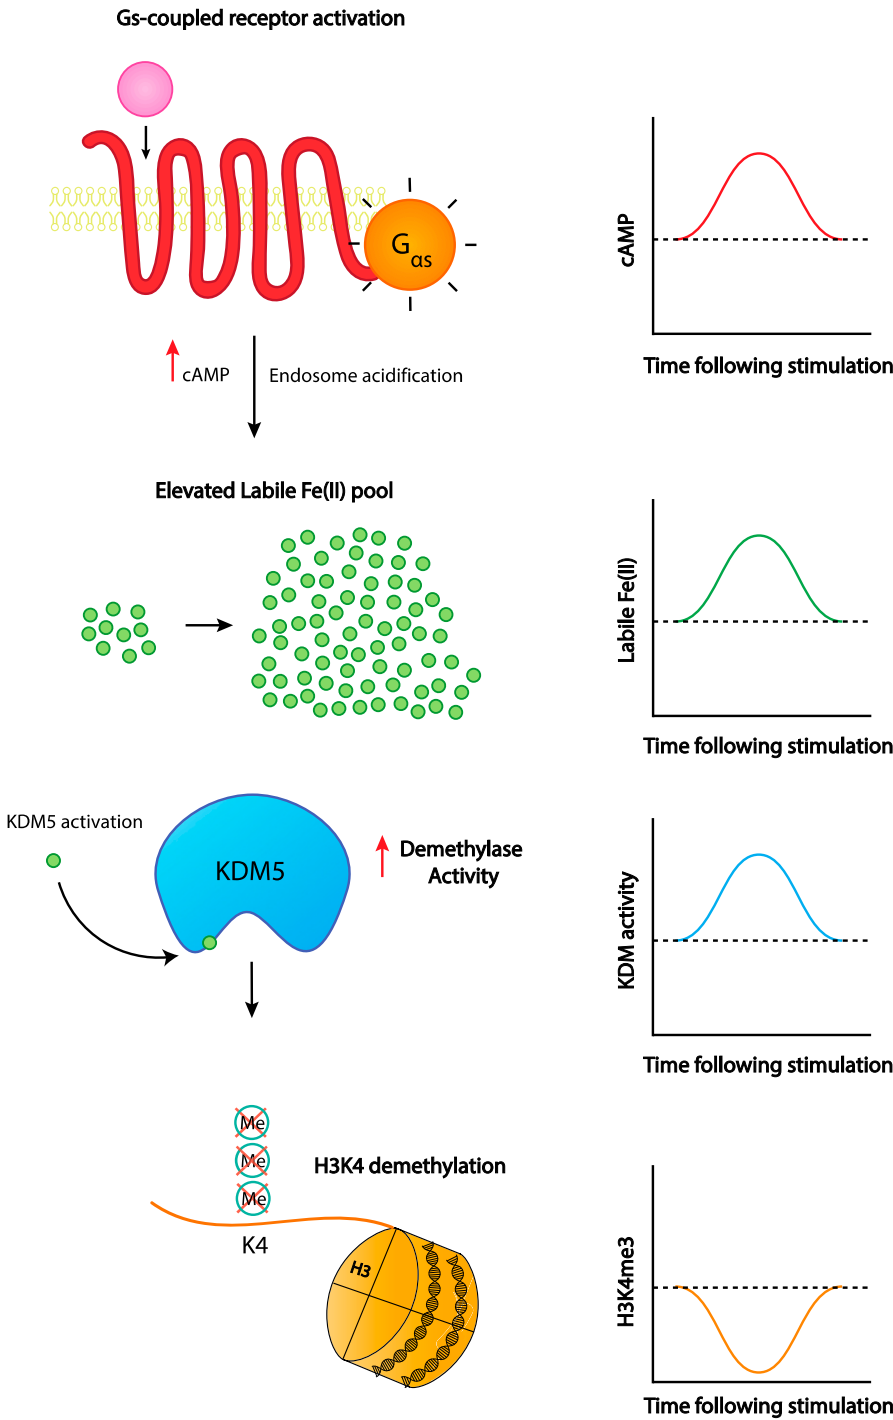 Gs-coupled receptor activation
Gαs
cAMP
Time following stimulation
cAMP
Endosome acidification
Elevated Labile Fe(II) pool
Labile Fe(II)
Time following stimulation
KDM5 activation
KDM5
Demethylase
Activity
KDM activity
Time following stimulation
Me
Me
Me
H3K4 demethylation
K4
H3
H3K4me3
Time following stimulation